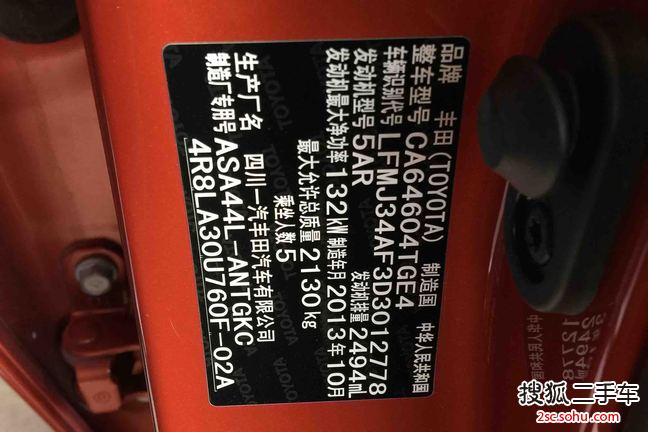 品牌 丰田(TOYOTA) 制造国 中华人民共和国
整车型号 CA64604TGE4
车辆识别代号 LFMJ34AF3D3012778
发动机型号 5AR 发动机排量 2494mL
发动机最大净功率 132kW 制造年月 2013年10月
最大允许总质量 2130kg
乘坐人数 5
生产厂名 四川一汽丰田汽车有限公司
制造厂专用号 ASA44L-ANTGKC
4R8LA30U760F-02A
搜狐二手车
2sc.sohu.com